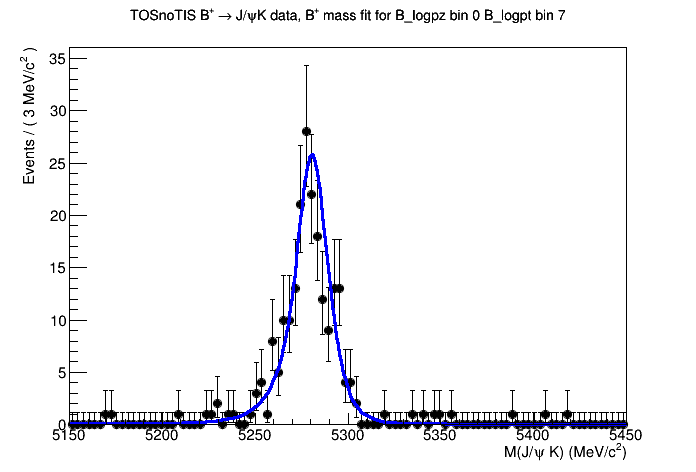 TOSnoTIS B⁺ → J/ψK data, B⁺ mass fit for B_logpz bin 0 B_logpt bin 7
Events / ( 3 MeV/c² )
35
30
25
20
15
10
5
0
5150 5200 5250 5300 5350 5400 5450
M(J/ψ K) (MeV/c²)